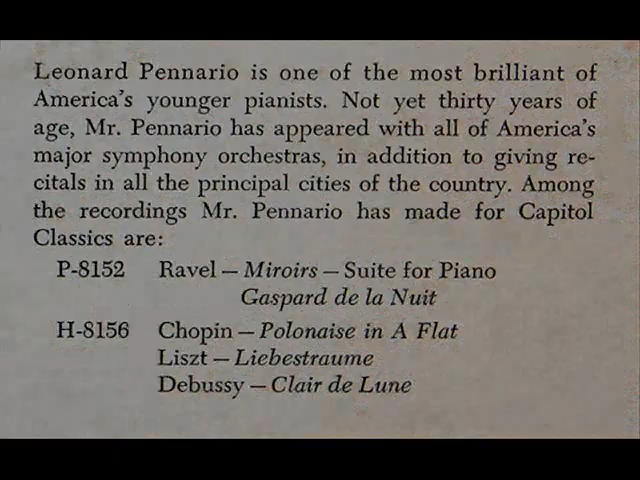 Leonard Pennario is one of the most brilliant of
America's younger pianists. Not yet thirty years of
age, Mr. Pennario has appeared with all of America's
major symphony orchestras, in addition to giving re-
citals in all the principal cities of the country. Among
the recordings Mr. Pennario has made for Capitol
Classics are:
P-8152 Ravel – Miroirs – Suite for Piano
Gaspard de la Nuit
H-8156 Chopin – Polonaise in A Flat
Liszt – Liebestraume
Debussy – Clair de Lune